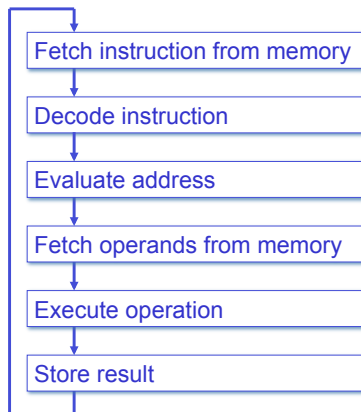 Fetch instruction from memory
Decode instruction
Evaluate address
Fetch operands from memory
Execute operation
Store result